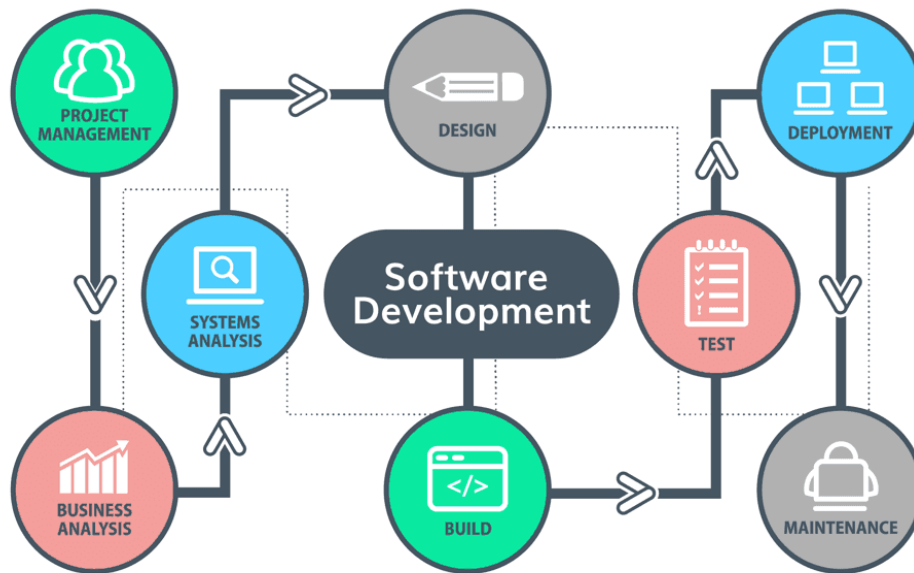 PROJECT
MANAGEMENT
BUSINESS
ANALYSIS
SYSTEMS
ANALYSIS
DESIGN
Software
Development
</>
BUILD
TEST
DEPLOYMENT
MAINTENANCE